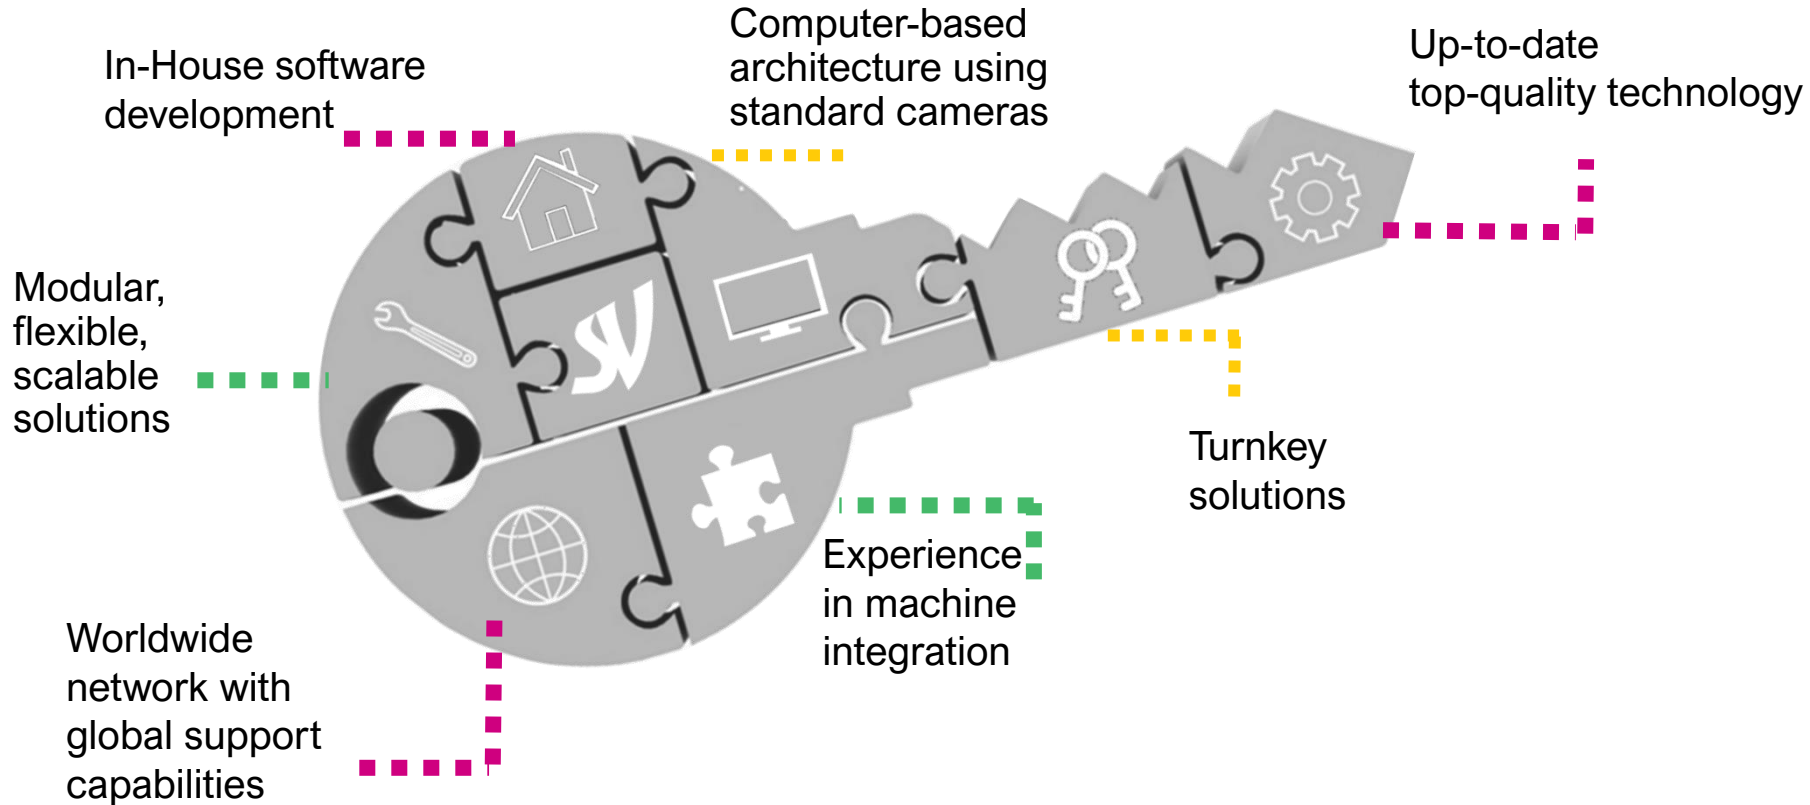 In-House software
development
Computer-based
architecture using
standard cameras
Up-to-date
top-quality technology
Modular,
flexible,
scalable
solutions
SV
Turnkey
solutions
Experience
in machine
integration
Worldwide
network with
global support
capabilities